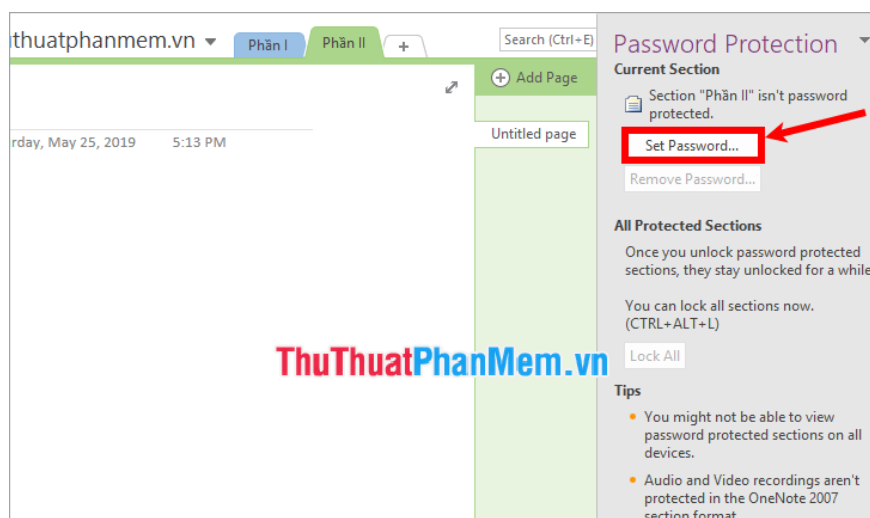 thuatphanmem.vn
Phần I
Phần II
+
Search (Ctrl+E)
Add Page
rday, May 25, 2019 5:13 PM
Untitled page
Password Protection
Current Section
Section "Phần II" isn't password
protected.
Set Password...
Remove Password...
All Protected Sections
Once you unlock password protected
sections, they stay unlocked for a while
You can lock all sections now.
(CTRL+ALT+L)
Lock All
ThuThuatPhanMem.vn
Tips
You might not be able to view
password protected sections on all
devices.
Audio and Video recordings aren't
protected in the OneNote 2007
section format